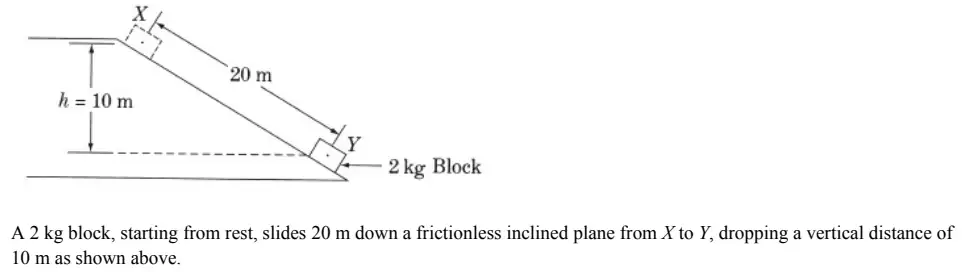 X
20 m
h = 10 m
Y
2 kg Block
A 2 kg block, starting from rest, slides 20 m down a frictionless inclined plane from X to Y, dropping a vertical distance of
10 m as shown above.